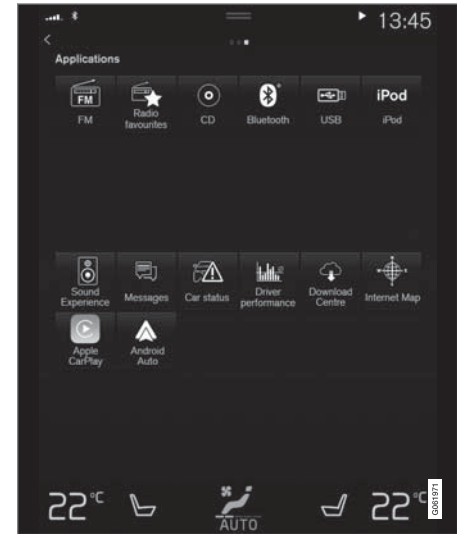 13:45
Applications
FM
FM
Radio
favourites
CD
Bluetooth
USB
iPod
iPod
Sound
Experience
Messages
Car status
Driver
performance
Download
Centre
Internet Map
Apple
CarPlay
Android
Auto
22°C
AUTO
22°C
G061971